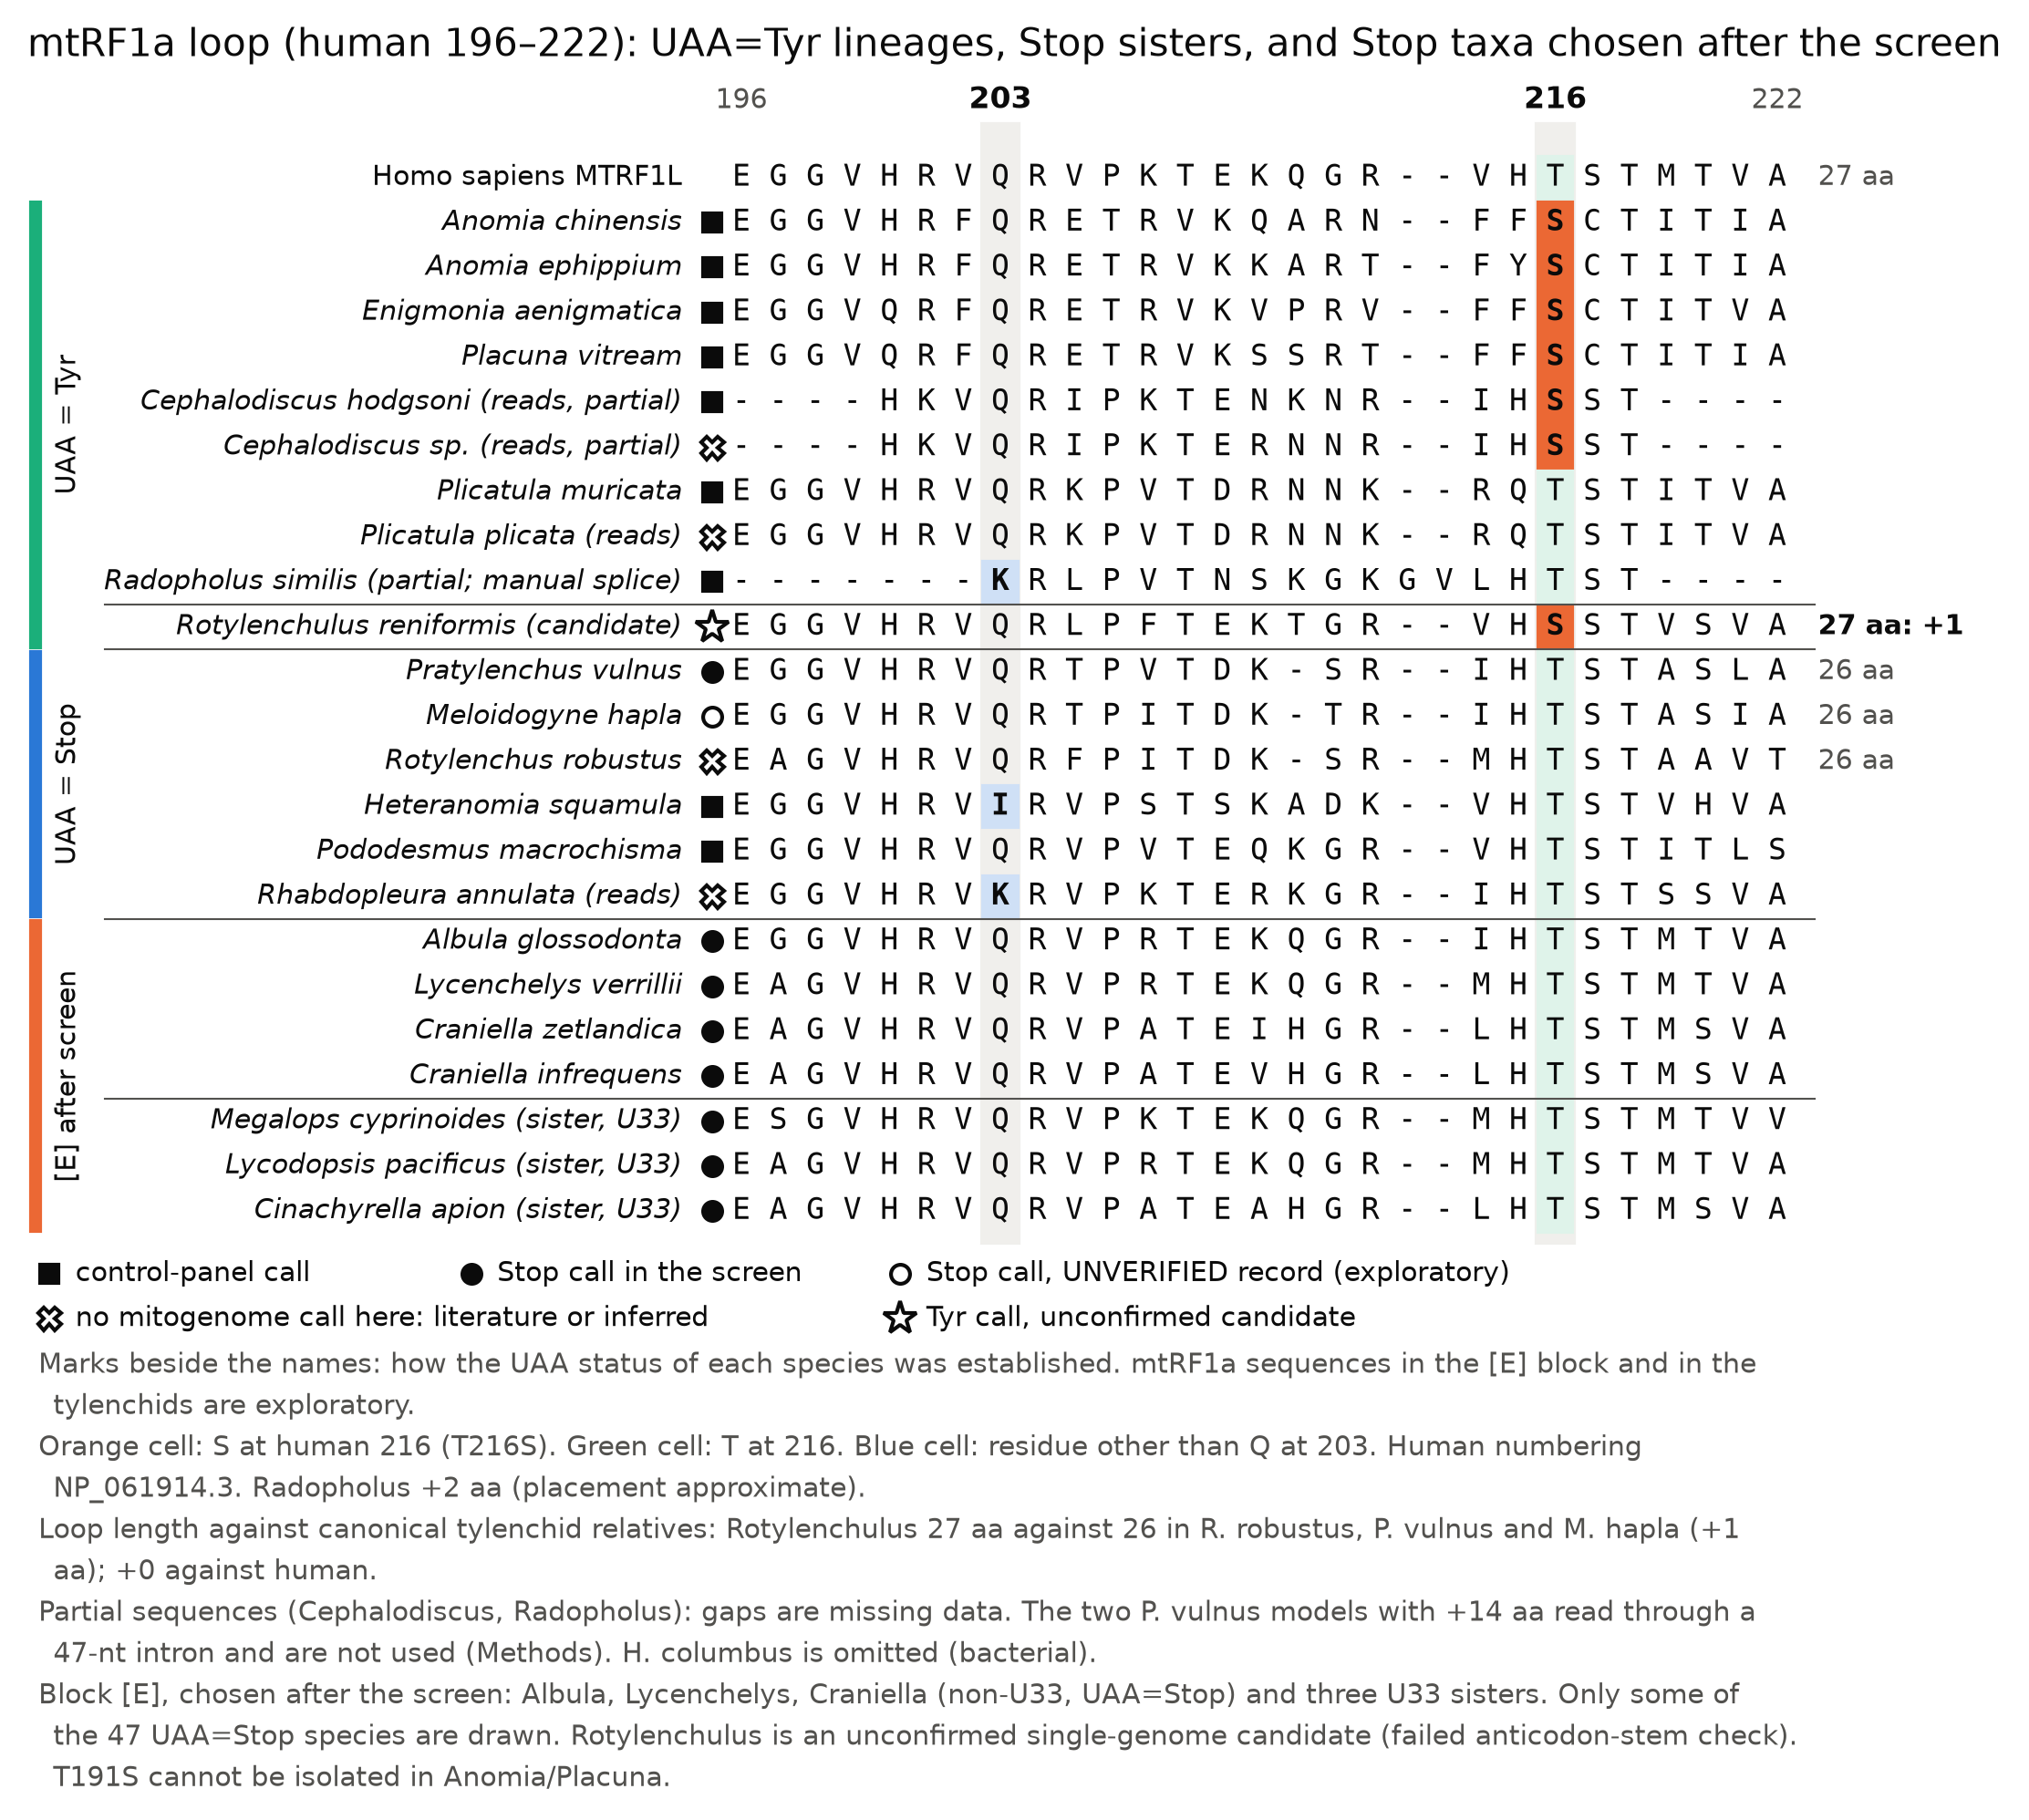 mtRF1a loop (human 196–222): UAA=Tyr lineages, Stop sisters, and Stop taxa chosen after the screen
196 203 216 222
Homo sapiens MTRF1L E G G V H R V Q R V P K T E K Q G R - - V H T S T M T V A 27 aa
UAA = Tyr
Anomia chinensis E G G V H R F Q R E T R V K Q A R N - - F F S C T I T I A
Anomia ephippium E G G V H R F Q R E T R V K K A R T - - F Y S C T I T I A
Enigmonia aenigmatica E G G V Q R F Q R E T R V K V P R V - - F F S C T I T V A
Placuna vitream E G G V Q R F Q R E T R V K S S R T - - F F S C T I T I A
Cephalodiscus hodgsoni (reads, partial) - - - - H K V Q R I P K T E N K N R - - I H S S T - - - -
Cephalodiscus sp. (reads, partial) - - - - H K V Q R I P K T E R N N R - - I H S S T - - - -
Plicatula muricata E G G V H R V Q R K P V T D R N N K - - R Q T S T I T V A
Plicatula plicata (reads) E G G V H R V Q R K P V T D R N N K - - R Q T S T I T V A
Radopholus similis (partial; manual splice) - - - - - - - K R L P V T N S K G K G V L H T S T - - - -
Rotylenchulus reniformis (candidate) E G G V H R V Q R L P F T E K T G R - - V H S S T V S V A 27 aa: +1
UAA = Stop
Pratylenchus vulnus E G G V H R V Q R T P V T D K - S R - - I H T S T A S L A 26 aa
Meloidogyne hapla E G G V H R V Q R T P I T D K - T R - - I H T S T A S I A 26 aa
Rotylenchus robustus E A G V H R V Q R F P I T D K - S R - - M H T S T A A V T 26 aa
Heteranomia squamula E G G V H R V I R V P S T S K A D K - - V H T S T V H V A
Pododesmus macrochisma E G G V H R V Q R V P V T E Q K G R - - V H T S T I T L S
Rhabdopleura annulata (reads) E G G V H R V K R V P K T E R K G R - - I H T S T S S V A
[E] after screen
Albula glossodonta E G G V H R V Q R V P R T E K Q G R - - I H T S T M T V A
Lycenchelys verrillii E A G V H R V Q R V P R T E K Q G R - - M H T S T M T V A
Craniella zetlandica E A G V H R V Q R V P A T E I H G R - - L H T S T M S V A
Craniella infrequens E A G V H R V Q R V P A T E V H G R - - L H T S T M S V A
Megalops cyprinoides (sister, U33) E S G V H R V Q R V P K T E K Q G R - - M H T S T M T V V
Lycodopsis pacificus (sister, U33) E A G V H R V Q R V P R T E K Q G R - - M H T S T M T V A
Cinachyrella apion (sister, U33) E A G V H R V Q R V P A T E A H G R - - L H T S T M S V A
control-panel call Stop call in the screen Stop call, UNVERIFIED record (exploratory)
no mitogenome call here: literature or inferred Tyr call, unconfirmed candidate
Marks beside the names: how the UAA status of each species was established. mtRF1a sequences in the [E] block and in the
tylenchids are exploratory.
Orange cell: S at human 216 (T216S). Green cell: T at 216. Blue cell: residue other than Q at 203. Human numbering
NP_061914.3. Radopholus +2 aa (placement approximate).
Loop length against canonical tylenchid relatives: Rotylenchulus 27 aa against 26 in R. robustus, P. vulnus and M. hapla (+1
aa); +0 against human.
Partial sequences (Cephalodiscus, Radopholus): gaps are missing data. The two P. vulnus models with +14 aa read through a
47-nt intron and are not used (Methods). H. columbus is omitted (bacterial).
Block [E], chosen after the screen: Albula, Lycenchelys, Craniella (non-U33, UAA=Stop) and three U33 sisters. Only some of
the 47 UAA=Stop species are drawn. Rotylenchulus is an unconfirmed single-genome candidate (failed anticodon-stem check).
T191S cannot be isolated in Anomia/Placuna.